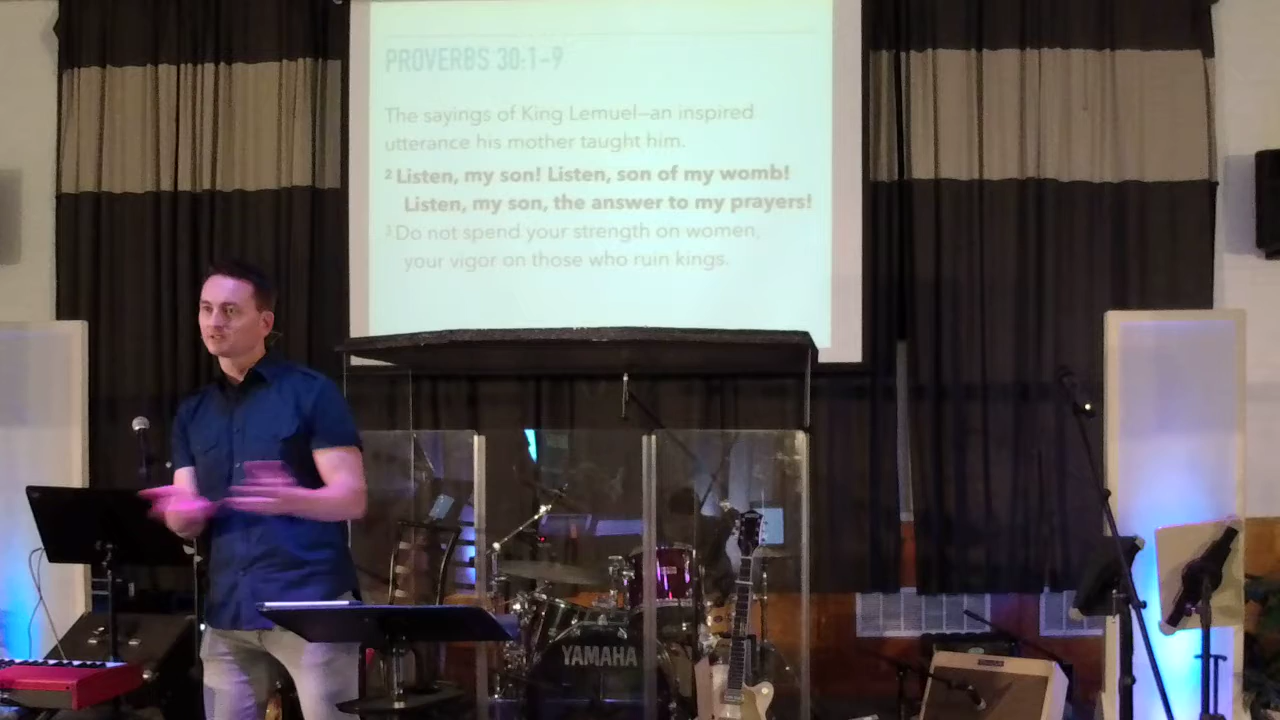 PROVERBS 30:1-9
The sayings of King Lemuel—an inspired
utterance his mother taught him.
2 Listen, my son! Listen, son of my womb!
Listen, my son, the answer to my prayers!
3 Do not spend your strength on women,
your vigor on those who ruin kings.
YAMAHA